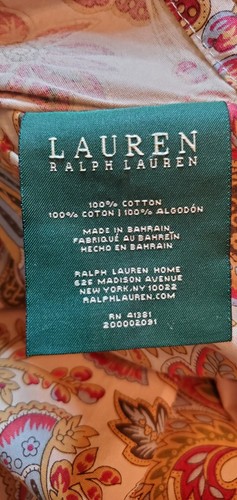 LAUREN
RALPH LAUREN
100% COTTON
100% COTON | 100% ALGODÓN
MADE IN BAHRAIN
FABRIQUÉ AU BAHREÏN
HECHO EN BAHRAIN
RALPH LAUREN HOME
625 MADISON AVENUE
NEW YORK, NY 10022
RALPHLAUREN.COM
RN 41381
200002091